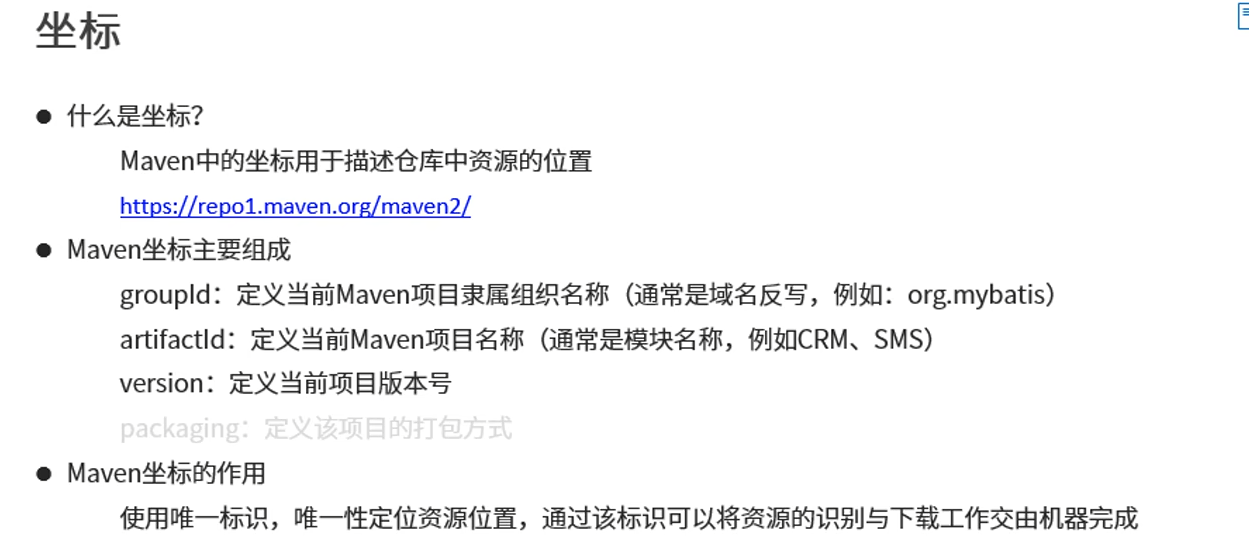 坐标
● 什么是坐标？
Maven中的坐标用于描述仓库中资源的位置
https://repo1.maven.org/maven2/
● Maven坐标主要组成
groupId：定义当前Maven项目隶属组织名称（通常是域名反写，例如：org.mybatis）
artifactId：定义当前Maven项目名称（通常是模块名称，例如CRM、SMS）
version：定义当前项目版本号
packaging：定义该项目的打包方式
● Maven坐标的作用
使用唯一标识，唯一性定位资源位置，通过该标识可以将资源的识别与下载工作交由机器完成